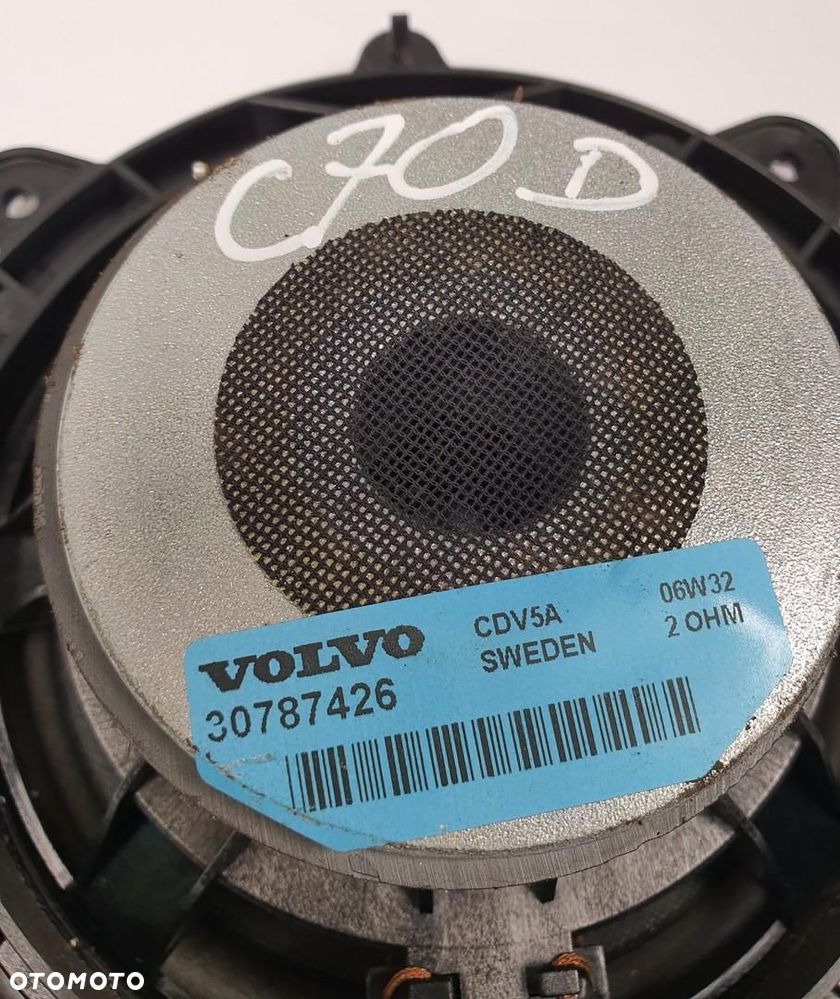 C70 D
VOLVO
30787426
CDV5A
SWEDEN
06W32
2 OHM
OTOMOTO